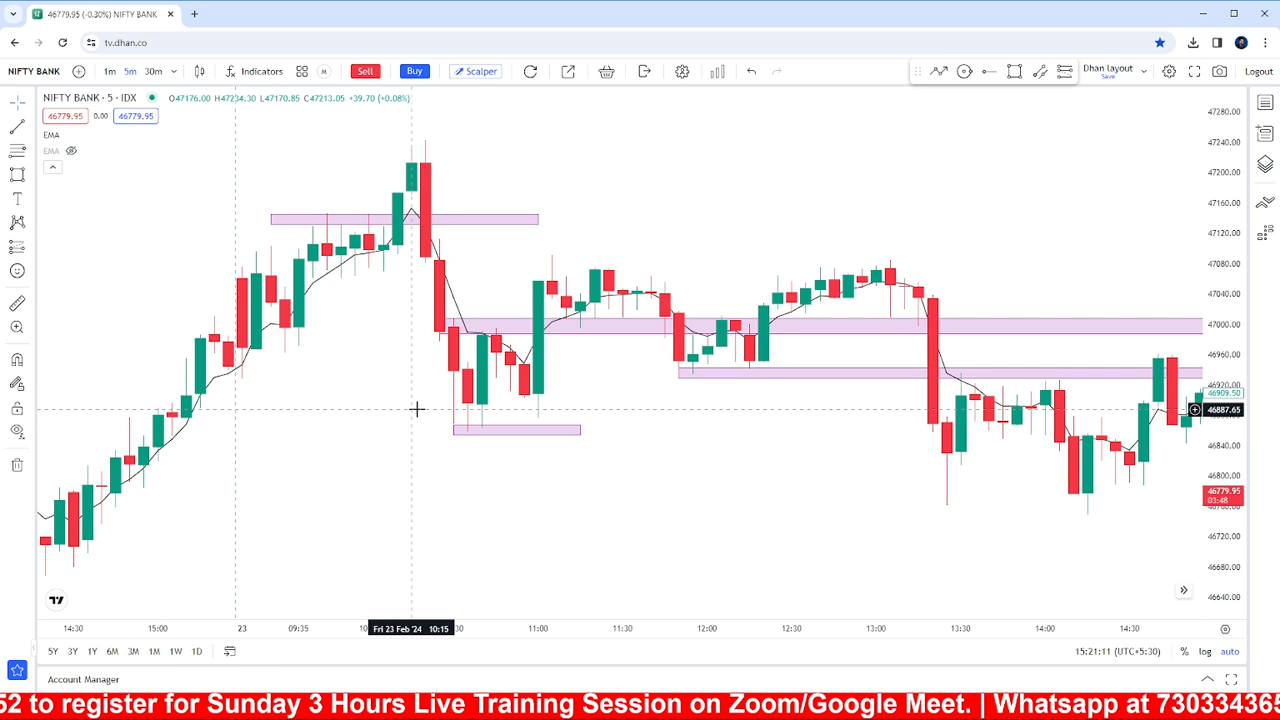 46779.95 (-0.30%) NIFTY BANK
tv.dhan.co
NIFTY BANK 1m 5m 30m Indicators M Sell Buy Scalper Dhan layout Save Logout
NIFTY BANK · 5 · IDX O47176.00 H47234.30 L47170.85 C47213.05 +39.70 (+0.08%)
46779.95 0.00 46779.95
EMA
EMA
47280.00
47200.00
47160.00
47120.00
47080.00
47040.00
47000.00
46960.00
46920.00
46909.50
46887.65
46840.00
46800.00
46779.95
03:48
46720.00
46680.00
46640.00
14:30 15:00 23 09:35 Fri 23 Feb '24 10:15 :30 11:00 11:30 12:00 12:30 13:00 13:30 14:00 14:30
5Y 3Y 1Y 6M 3M 1M 1W 1D 15:21:11 (UTC+5:30) % log auto
Account Manager
52 to register for Sunday 3 Hours Live Training Session on Zoom/Google Meet. | Whatsapp at 730334365